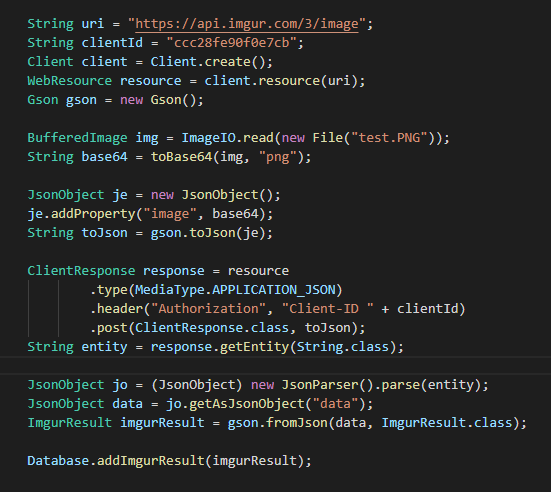 String uri = "https://api.imgur.com/3/image";
String clientId = "ccc28fe90f0e7cb";
Client client = Client.create();
WebResource resource = client.resource(uri);
Gson gson = new Gson();
BufferedImage img = ImageIO.read(new File("test.PNG"));
String base64 = toBase64(img, "png");
JsonObject je = new JsonObject();
je.addProperty("image", base64);
String toJson = gson.toJson(je);
ClientResponse response = resource
.type(MediaType.APPLICATION_JSON)
.header("Authorization", "Client-ID " + clientId)
.post(ClientResponse.class, toJson);
String entity = response.getEntity(String.class);
JsonObject jo = (JsonObject) new JsonParser().parse(entity);
JsonObject data = jo.getAsJsonObject("data");
ImgurResult imgurResult = gson.fromJson(data, ImgurResult.class);
Database.addImgurResult(imgurResult);